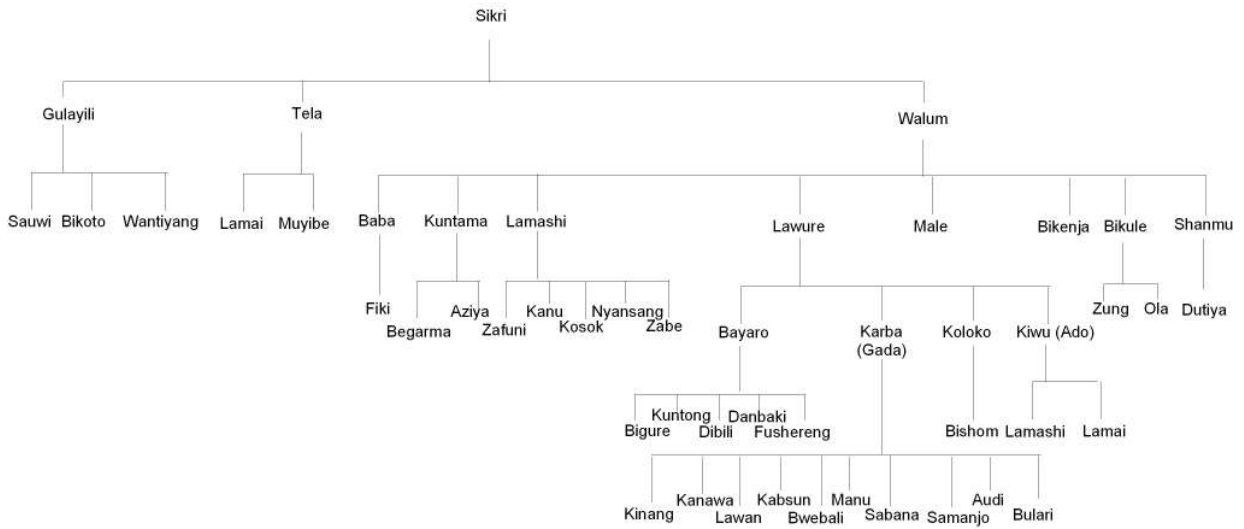 Sikri
Gulayili Tela Walum
Sauwi Bikoto Wantiyang Lamai Muyibe Baba Kuntama Lamashi Lawure Male Bikenja Bikule Shanmu
Fiki Begarma Aziya Zafuni Kanu Kosok Nyansang Zabe Bayaro Karba Koloko Kiwu (Ado) Zung Ola Dutiya
(Gada)
Bigure Kuntong Dibili Danbaki Fushereng Bishom Lamashi Lamai
Kinang Kanawa Lawan Kabsun Bwebali Manu Sabana Samanjo Audi Bulari